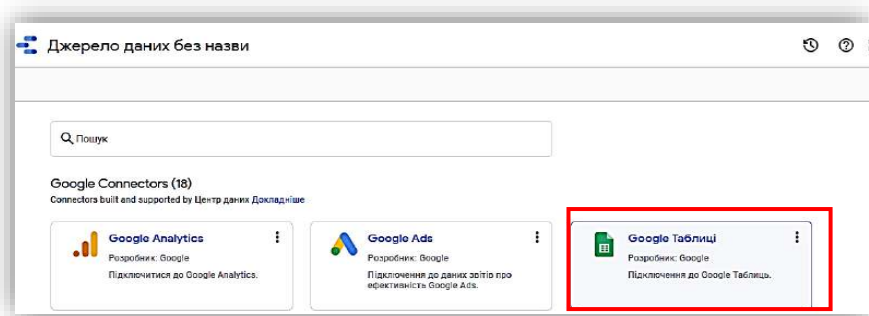 Джерело даних без назви
Пошук
Google Connectors (18)
Connectors built and supported by Центр даних Докладніше
Google Analytics
Розробник: Google
Підключитися до Google Analytics.
Google Ads
Розробник: Google
Підключення до даних звітів про
ефективність Google Ads.
Google Таблиці
Розробник: Google
Підключення до Google Таблиць.